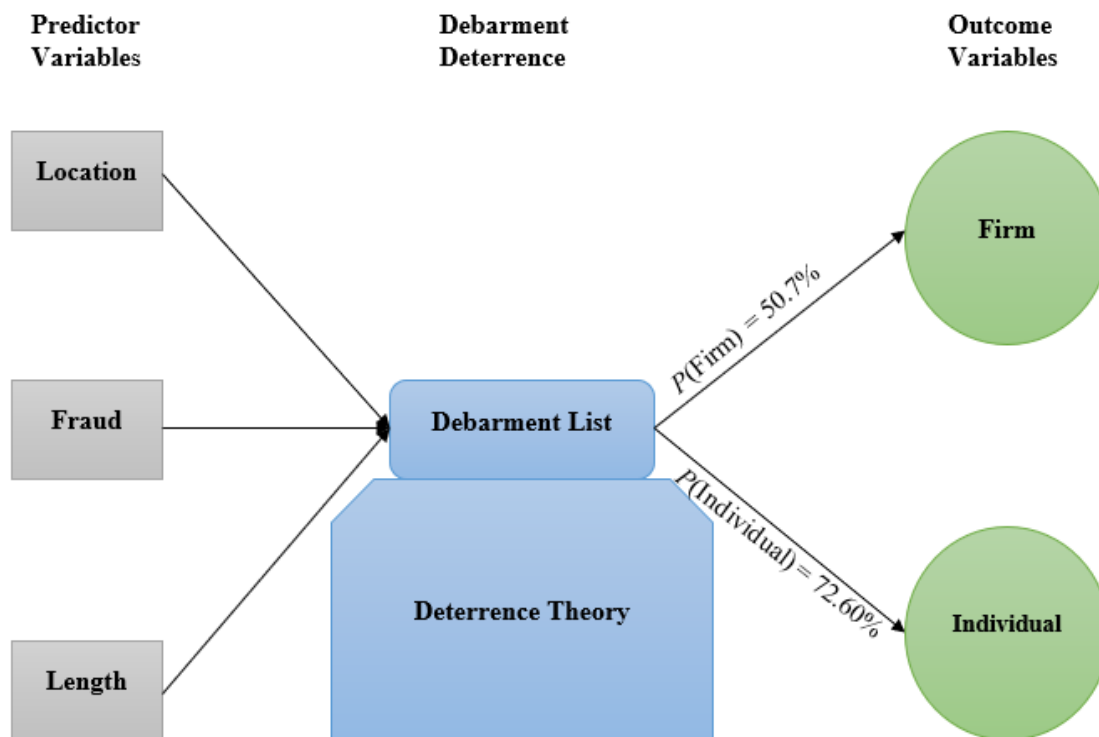 Predictor
Variables
Debarment
Deterrence
Outcome
Variables
Location
Firm
P(Firm) = 50.7%
Fraud
Debarment List
P(Individual) = 72.60%
Deterrence Theory
Individual
Length